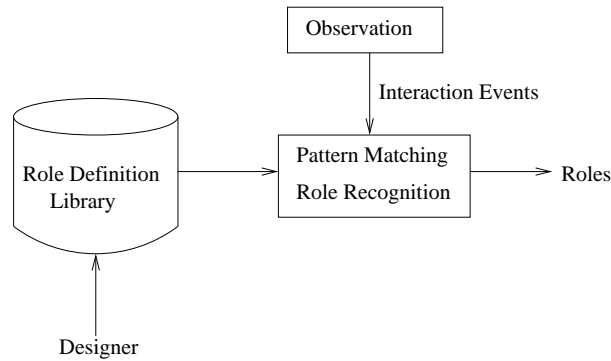 Observation
Interaction Events
Pattern Matching
Role Recognition
Role Definition
Library
Roles
Designer